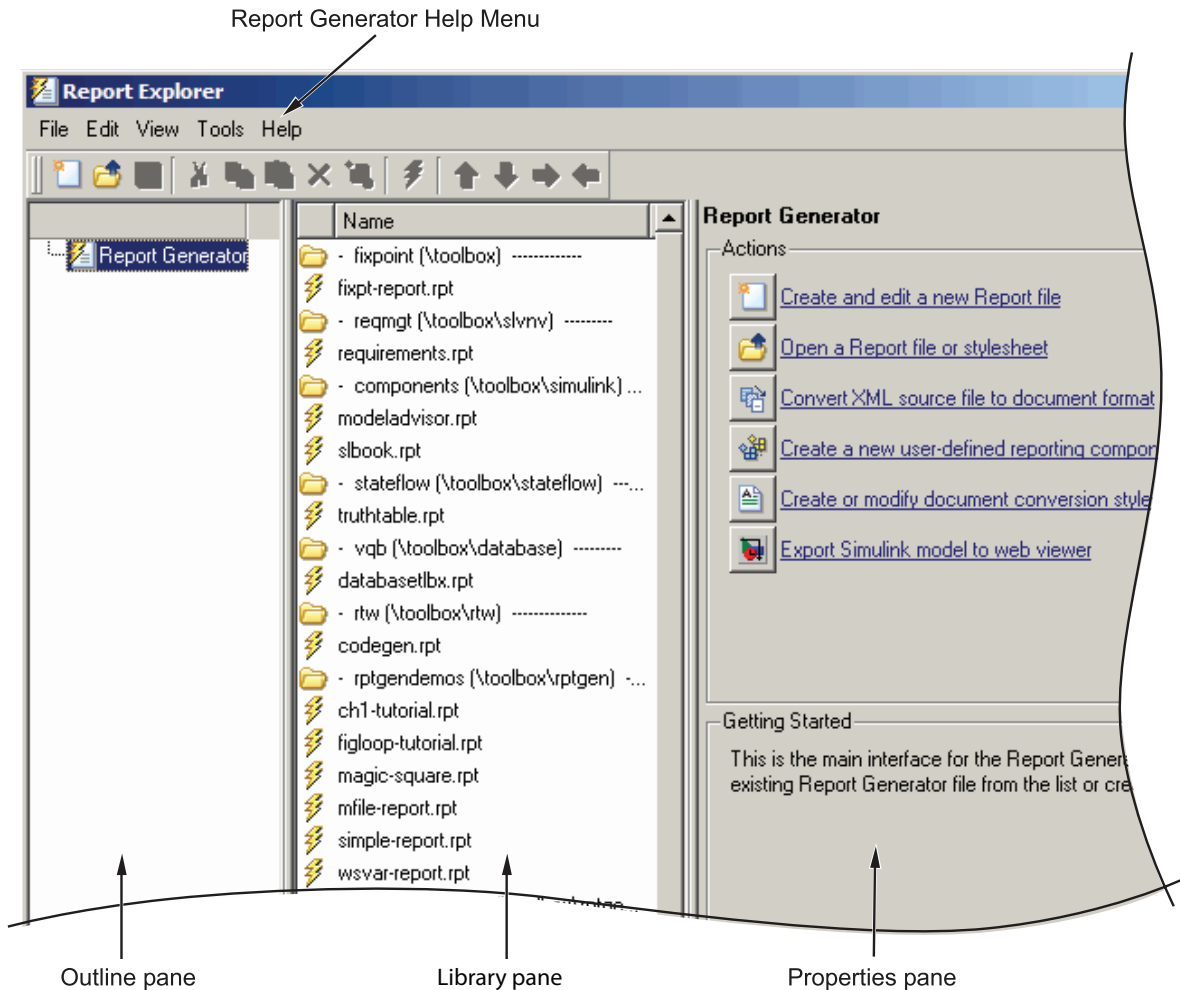 Report Generator Help Menu
Report Explorer
File Edit View Tools Help
Report Generator
Name
- fixpoint (\toolbox) -------------
fixpt-report.rpt
- reqmgt (\toolbox\slvnv) ---------
requirements.rpt
- components (\toolbox\simulink) ...
modeladvisor.rpt
slbook.rpt
- stateflow (\toolbox\stateflow) ---...
truthtable.rpt
- vqb (\toolbox\database) ---------
databasetlbx.rpt
- rtw (\toolbox\rtw) --------------
codegen.rpt
- rptgendemos (\toolbox\rptgen) -...
ch1-tutorial.rpt
figloop-tutorial.rpt
magic-square.rpt
mfile-report.rpt
simple-report.rpt
wsvar-report.rpt
Report Generator
Actions
Create and edit a new Report file
Open a Report file or stylesheet
Convert XML source file to document format
Create a new user-defined reporting compon
Create or modify document conversion style
Export Simulink model to web viewer
Getting Started
This is the main interface for the Report Gener
existing Report Generator file from the list or cre
Outline pane
Library pane
Properties pane